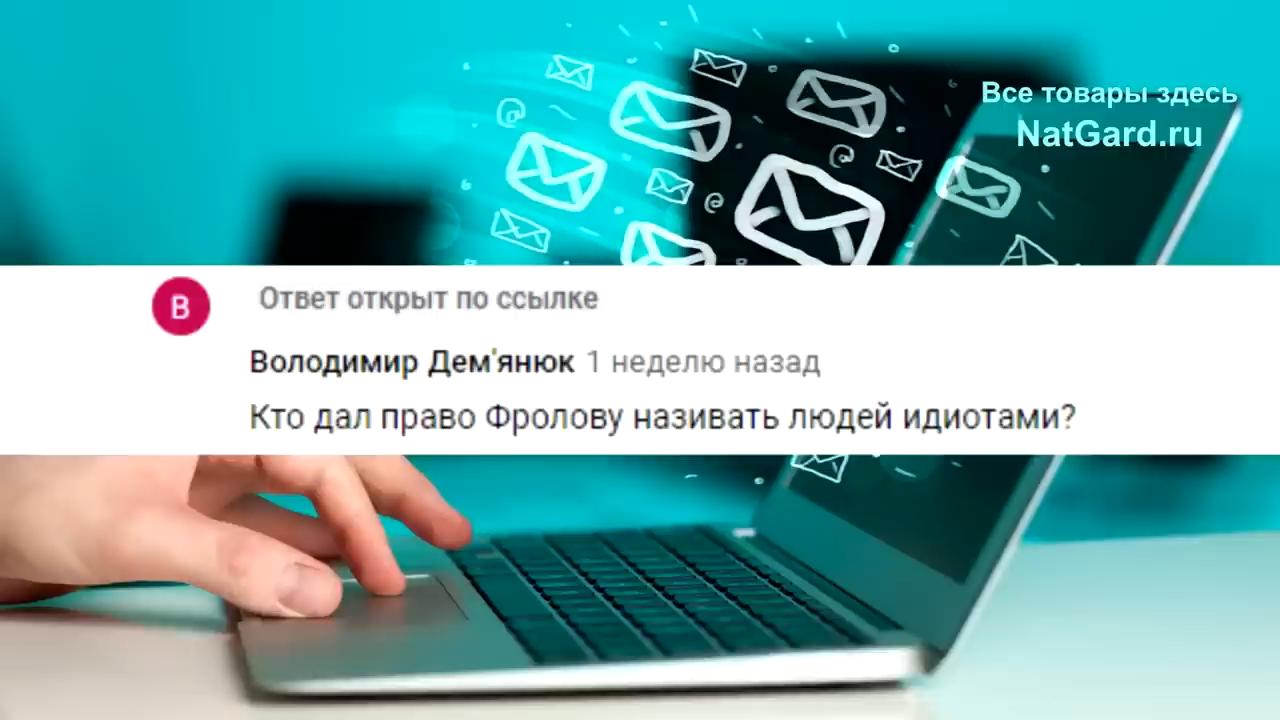 Все товары здесь
NatGard.ru
В
Ответ открыт по ссылке
Володимир Дем'янюк 1 неделю назад
Кто дал право Фролову називать людей идиотами?